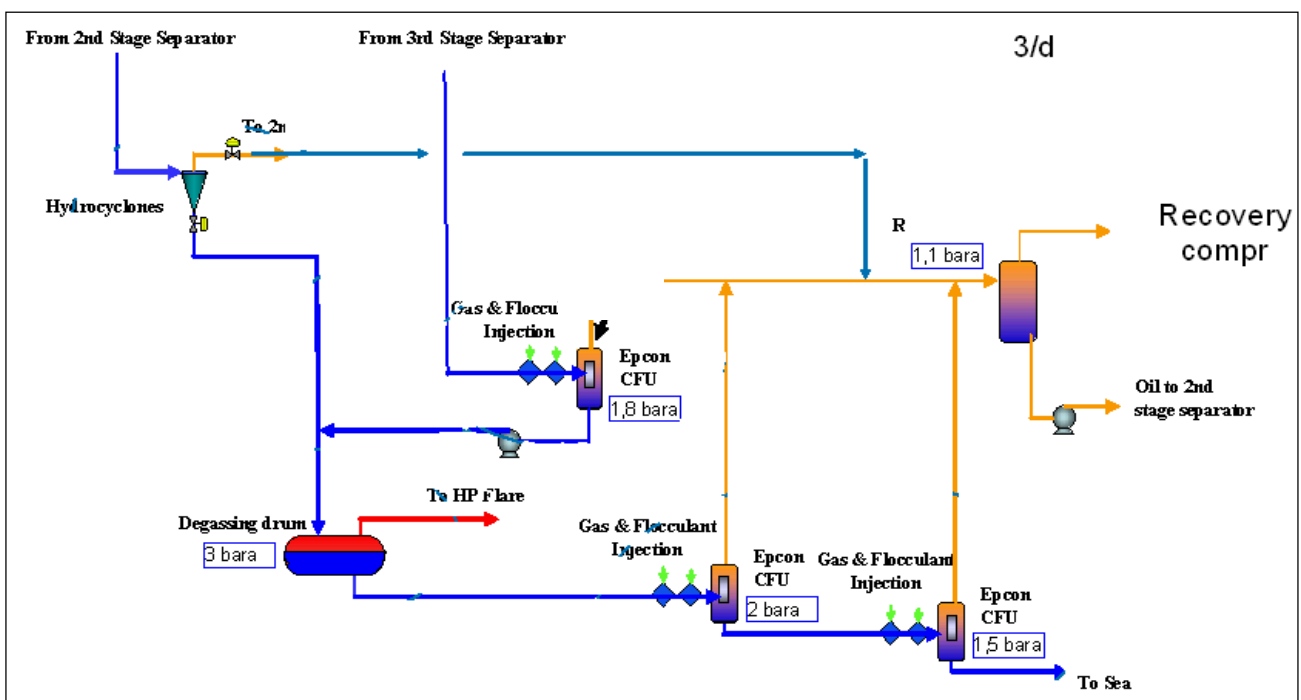 From 2nd Stage Separator
From 3rd Stage Separator
3/d
To 2n
Hydrocyclones
R
1,1 bara
Recovery
compr
Gas & Floccu
Injection
Epcon
CFU
1,8 bara
Oil to 2nd
stage separator
To HP Flare
Degassing drum
3 bara
Gas & Flocculant
Injection
Epcon
CFU
2 bara
Gas & Flocculant
Injection
Epcon
CFU
1,5 bara
To Sea